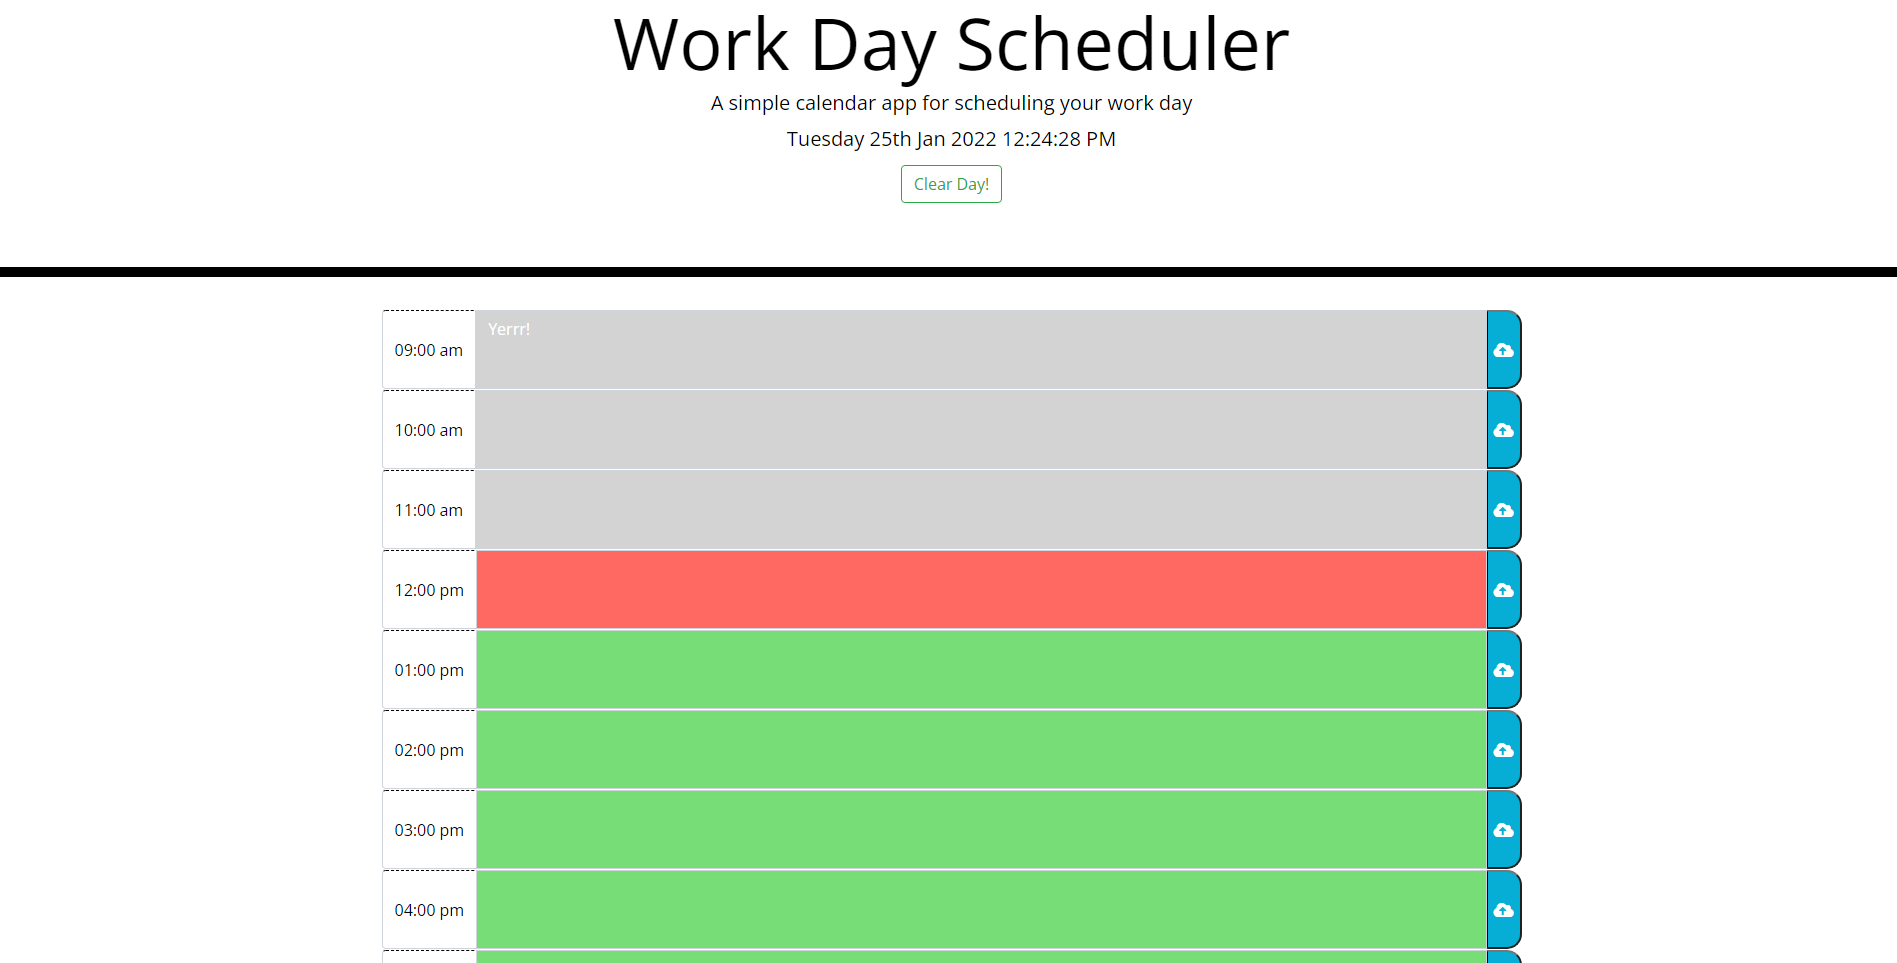 Work Day Scheduler
A simple calendar app for scheduling your work day
Tuesday 25th Jan 2022 12:24:28 PM
Clear Day!
09:00 am
Yerrr!
10:00 am
11:00 am
12:00 pm
01:00 pm
02:00 pm
03:00 pm
04:00 pm